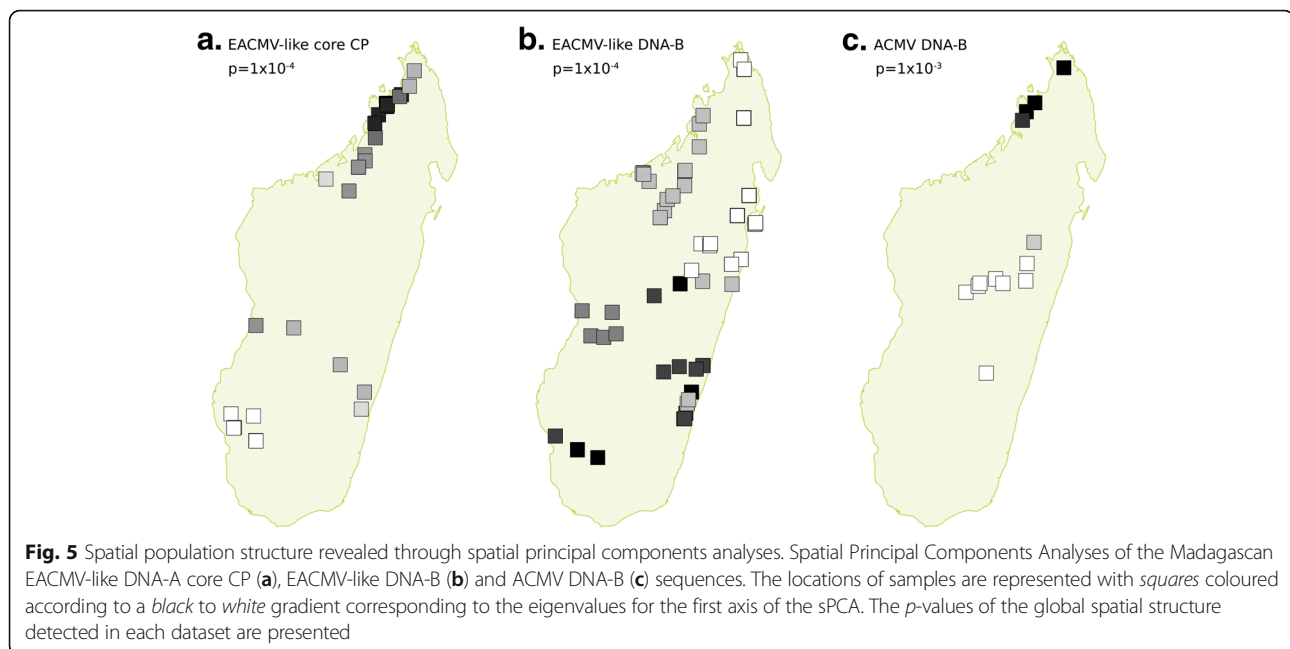 a. EACMV-like core CP
p=1x10⁻⁴
b. EACMV-like DNA-B
p=1x10⁻⁴
c. ACMV DNA-B
p=1x10⁻³
Fig. 5 Spatial population structure revealed through spatial principal components analyses. Spatial Principal Components Analyses of the Madagascan
EACMV-like DNA-A core CP (a), EACMV-like DNA-B (b) and ACMV DNA-B (c) sequences. The locations of samples are represented with squares coloured
according to a black to white gradient corresponding to the eigenvalues for the first axis of the sPCA. The p-values of the global spatial structure
detected in each dataset are presented